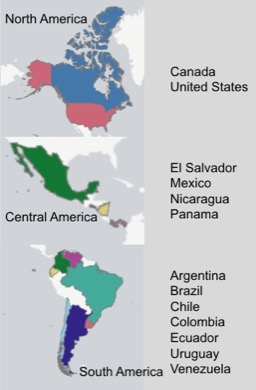 North America
Canada
United States
El Salvador
Mexico
Nicaragua
Panama
Central America
Argentina
Brazil
Chile
Colombia
Ecuador
Uruguay
Venezuela
South America